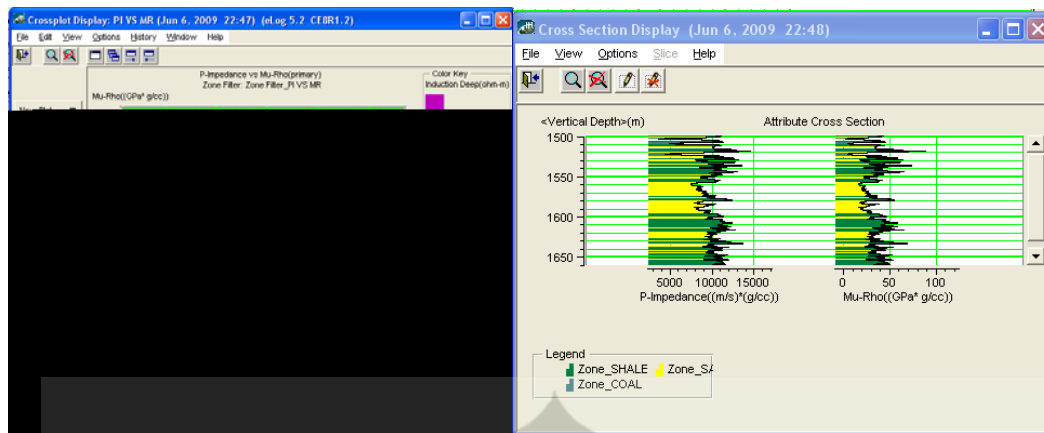 Crossplot Display: PI VS MR (Jun 6, 2009 22:47) (eLog 5.2 CE8R1.2)
File Edit View Options History Window Help
P-Impedance vs Mu-Rho(primary)
Zone Filter: Zone Filter_PI VS MR
Mu-Rho((GPa* g/cc))
Color Key
Induction Deep(ohm-m)
Cross Section Display (Jun 6, 2009 22:48)
File View Options Slice Help
<Vertical Depth>(m) Attribute Cross Section
1500
1550
1600
1650
5000 10000 15000 0 50 100
P-Impedance((m/s)*(g/cc)) Mu-Rho((GPa* g/cc))
Legend
Zone_SHALE Zone_SA
Zone_COAL